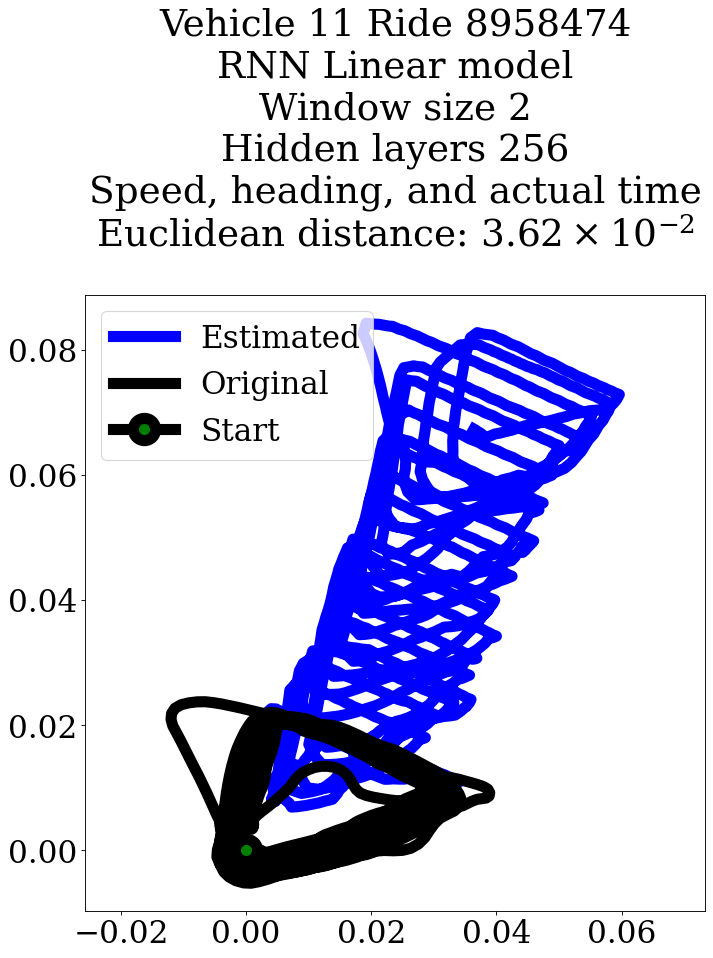 Vehicle 11 Ride 8958474
RNN Linear model
Window size 2
Hidden layers 256
Speed, heading, and actual time
Euclidean distance: 3.62 × 10⁻²
Estimated
Original
Start
0.08
0.06
0.04
0.02
0.00
−0.02 0.00 0.02 0.04 0.06